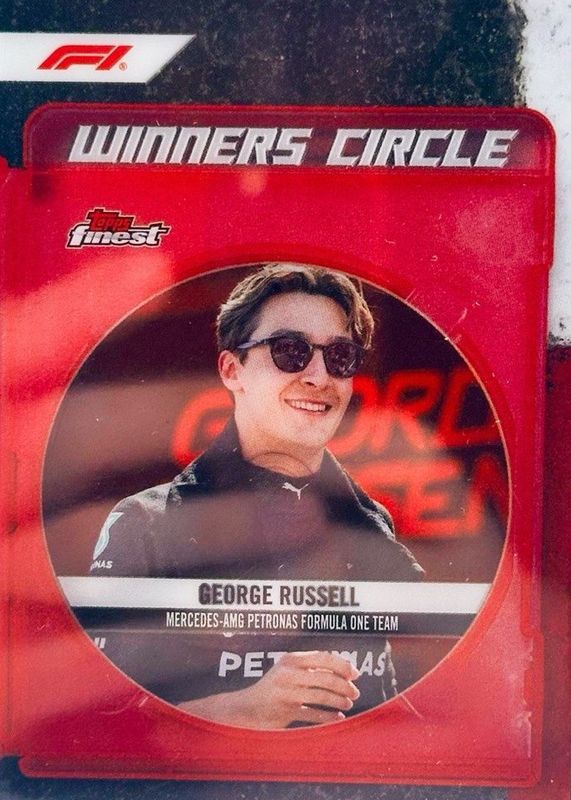 F1
WINNERS CIRCLE
Topps
finest
GEORGE RUSSELL
MERCEDES-AMG PETRONAS FORMULA ONE TEAM